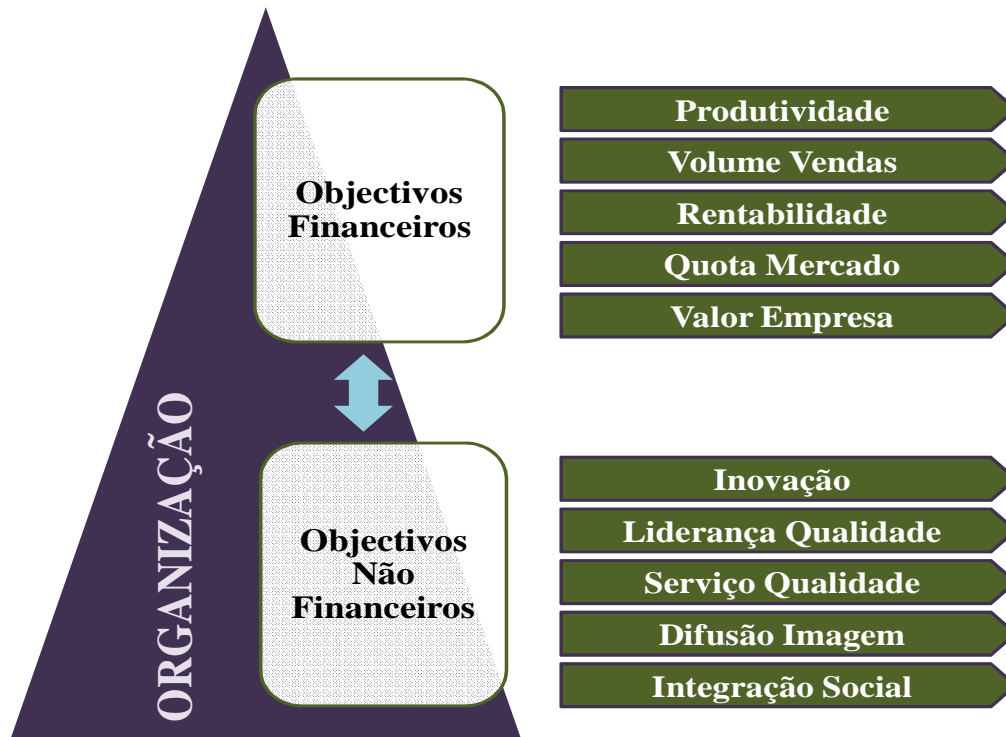 Objectivos
Financeiros
Produtividade
Volume Vendas
Rentabilidade
Quota Mercado
Valor Empresa
ORGANIZAÇÃO
Objectivos
Não
Financeiros
Inovação
Liderança Qualidade
Serviço Qualidade
Difusão Imagem
Integração Social